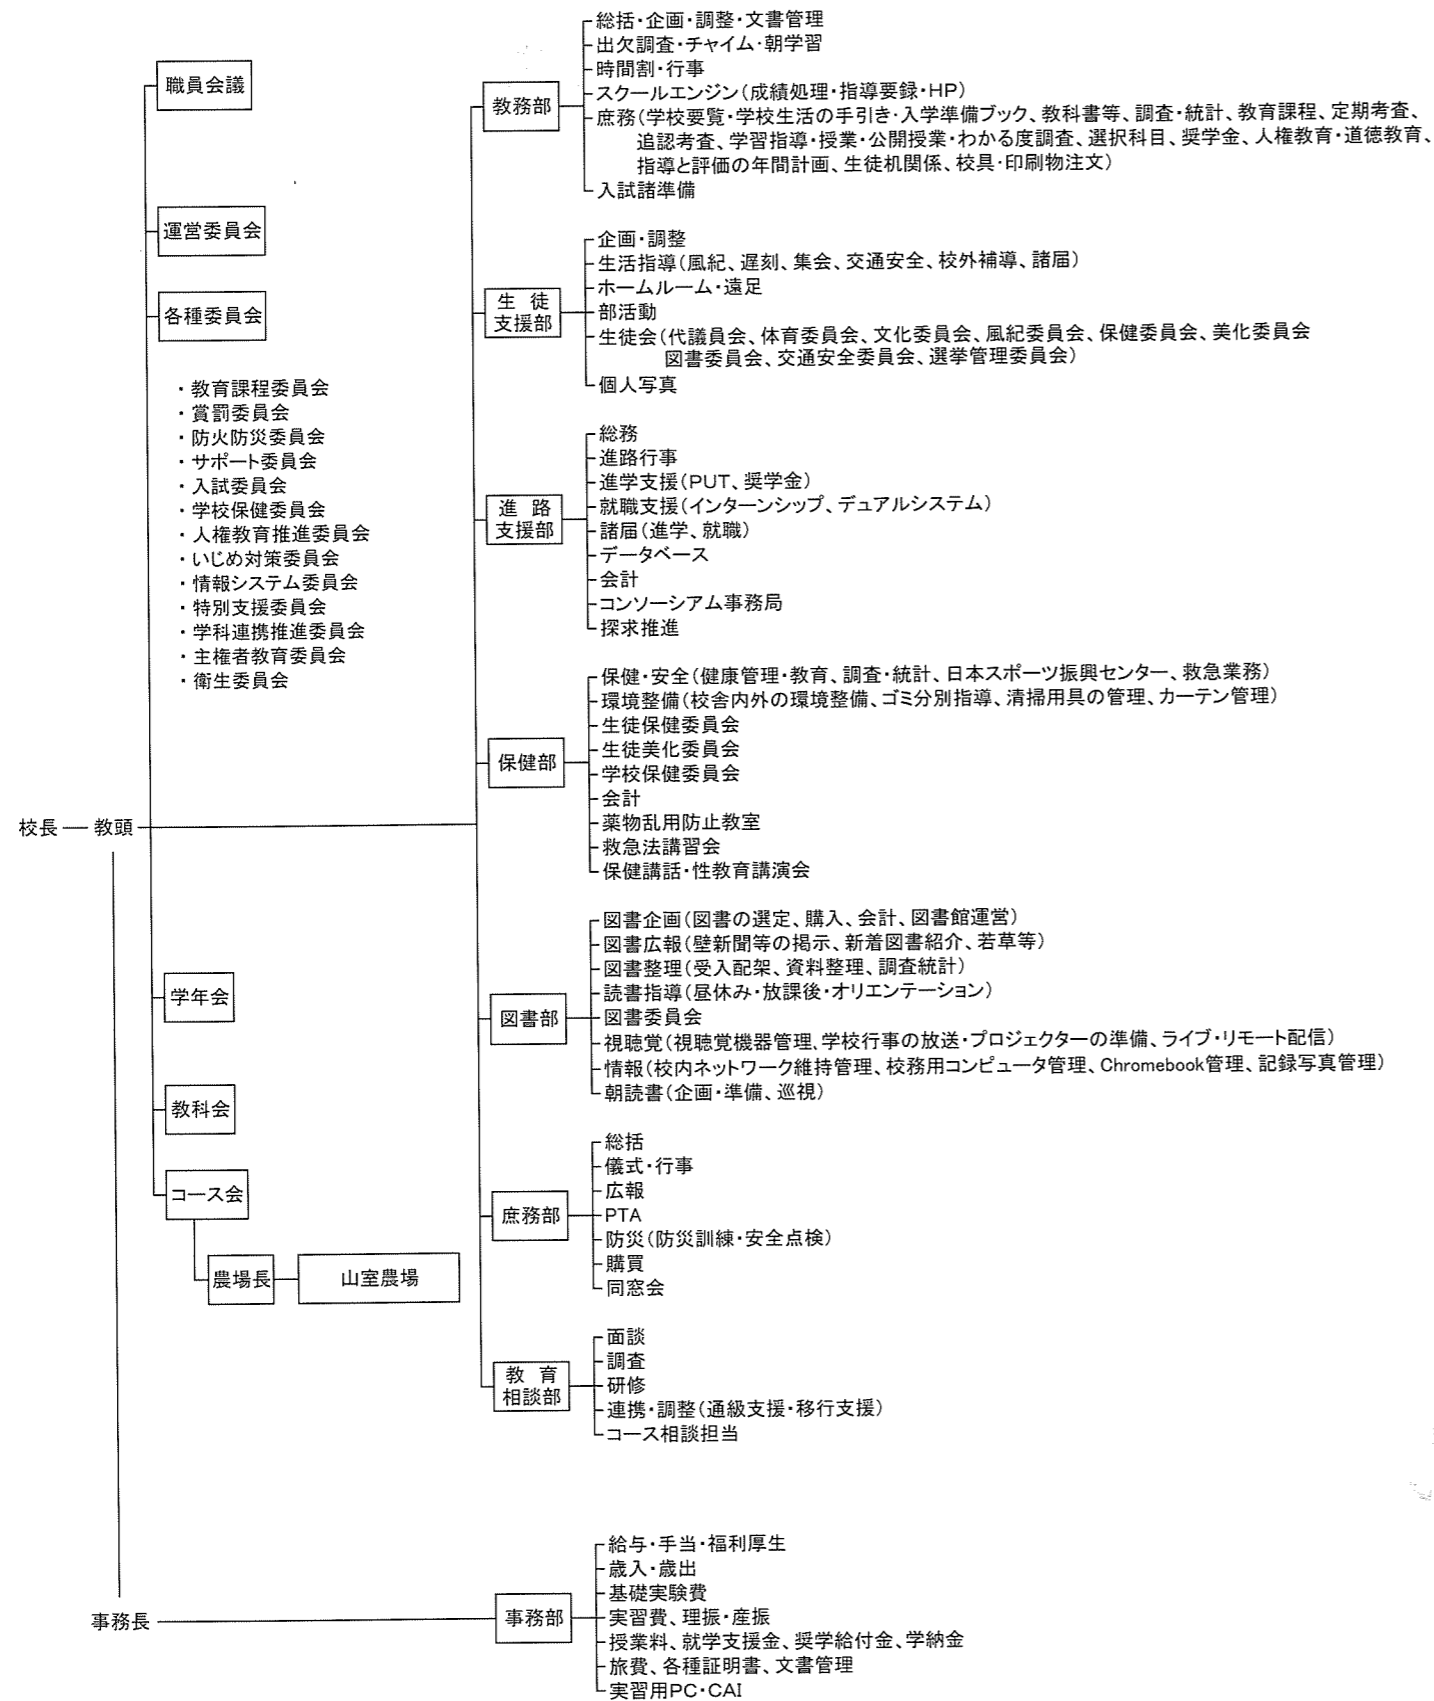 校長
教頭
職員会議
運営委員会
各種委員会
・教育課程委員会
・賞罰委員会
・防火防災委員会
・サポート委員会
・入試委員会
・学校保健委員会
・人権教育推進委員会
・いじめ対策委員会
・情報システム委員会
・特別支援委員会
・学科連携推進委員会
・主権者教育委員会
・衛生委員会
学年会
教科会
コース会
農場長
山室農場
教務部
総括・企画・調整・文書管理
出欠調査・チャイム・朝学習
時間割・行事
スクールエンジン(成績処理・指導要録・HP)
庶務(学校要覧・学校生活の手引き・入学準備ブック、教科書等、調査・統計、教育課程、定期考査、
追認考査、学習指導・授業・公開授業・わかる度調査、選択科目、奨学金、人権教育・道徳教育、
指導と評価の年間計画、生徒机関係、校具・印刷物注文)
入試諸準備
生徒
支援部
企画・調整
生活指導(風紀、遅刻、集会、交通安全、校外補導、諸届)
ホームルーム・遠足
部活動
生徒会(代議員会、体育委員会、文化委員会、風紀委員会、保健委員会、美化委員会
図書委員会、交通安全委員会、選挙管理委員会)
個人写真
進路
支援部
総務
進路行事
進学支援(PUT、奨学金)
就職支援(インターンシップ、デュアルシステム)
諸届(進学、就職)
データベース
会計
コンソーシアム事務局
探求推進
保健部
保健・安全(健康管理・教育、調査・統計、日本スポーツ振興センター、救急業務)
環境整備(校舎内外の環境整備、ゴミ分別指導、清掃用具の管理、カーテン管理)
生徒保健委員会
生徒美化委員会
学校保健委員会
会計
薬物乱用防止教室
救急法講習会
保健講話・性教育講演会
図書部
図書企画(図書の選定、購入、会計、図書館運営)
図書広報(壁新聞等の掲示、新着図書紹介、若草等)
図書整理(受入配架、資料整理、調査統計)
読書指導(昼休み・放課後・オリエンテーション)
図書委員会
視聴覚(視聴覚機器管理、学校行事の放送・プロジェクターの準備、ライブ・リモート配信)
情報(校内ネットワーク維持管理、校務用コンピュータ管理、Chromebook管理、記録写真管理)
朝読書(企画・準備、巡視)
庶務部
総括
儀式・行事
広報
PTA
防災(防災訓練・安全点検)
購買
同窓会
教育
相談部
面談
調査
研修
連携・調整(通級支援・移行支援)
コース相談担当
事務長
事務部
給与・手当・福利厚生
歳入・歳出
基礎実験費
実習費、理振・産振
授業料、就学支援金、奨学給付金、学納金
旅費、各種証明書、文書管理
実習用PC・CAI